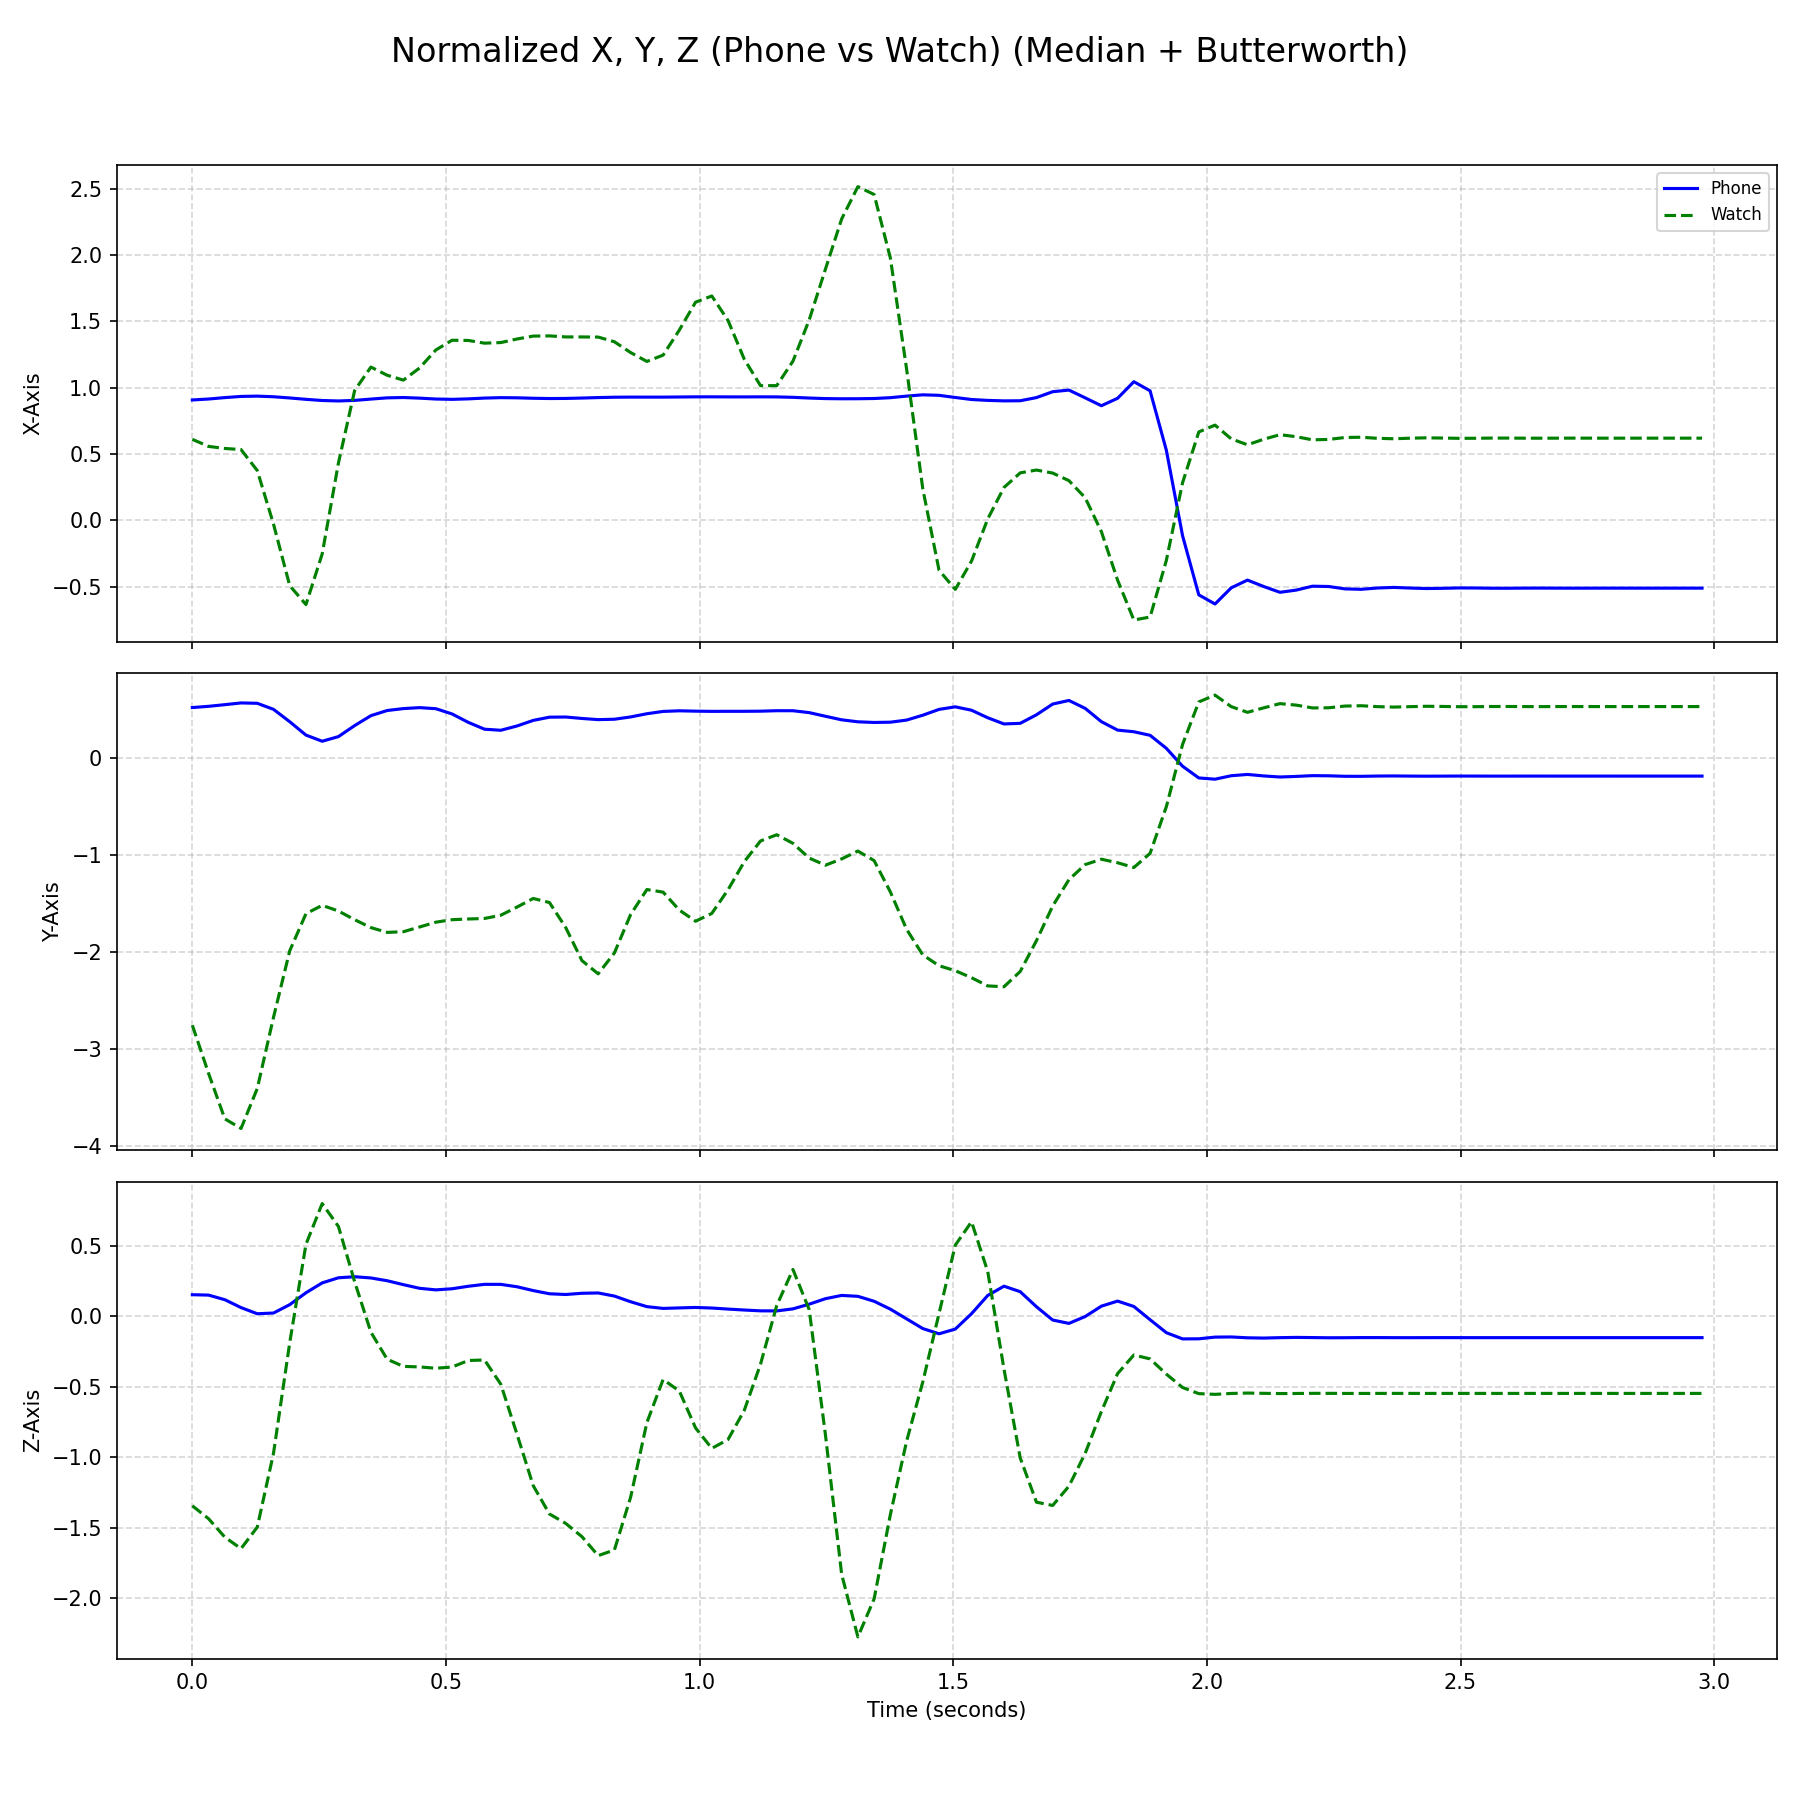 Normalized X, Y, Z (Phone vs Watch) (Median + Butterworth)
Phone
Watch
X-Axis
2.5
2.0
1.5
1.0
0.5
0.0
−0.5
Y-Axis
0
−1
−2
−3
−4
Z-Axis
0.5
0.0
−0.5
−1.0
−1.5
−2.0
0.0 0.5 1.0 1.5 2.0 2.5 3.0
Time (seconds)